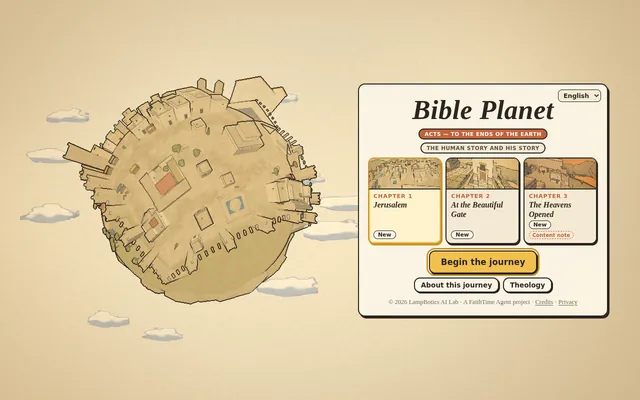 English
Bible Planet
ACTS — TO THE ENDS OF THE EARTH
THE HUMAN STORY AND HIS STORY
CHAPTER 1
Jerusalem
New
CHAPTER 2
At the Beautiful
Gate
New
CHAPTER 3
The Heavens
Opened
New
Content note
Begin the journey
About this journey
Theology
© 2026 LampBotics AI Lab · A FaithTime Agent project · Credits · Privacy